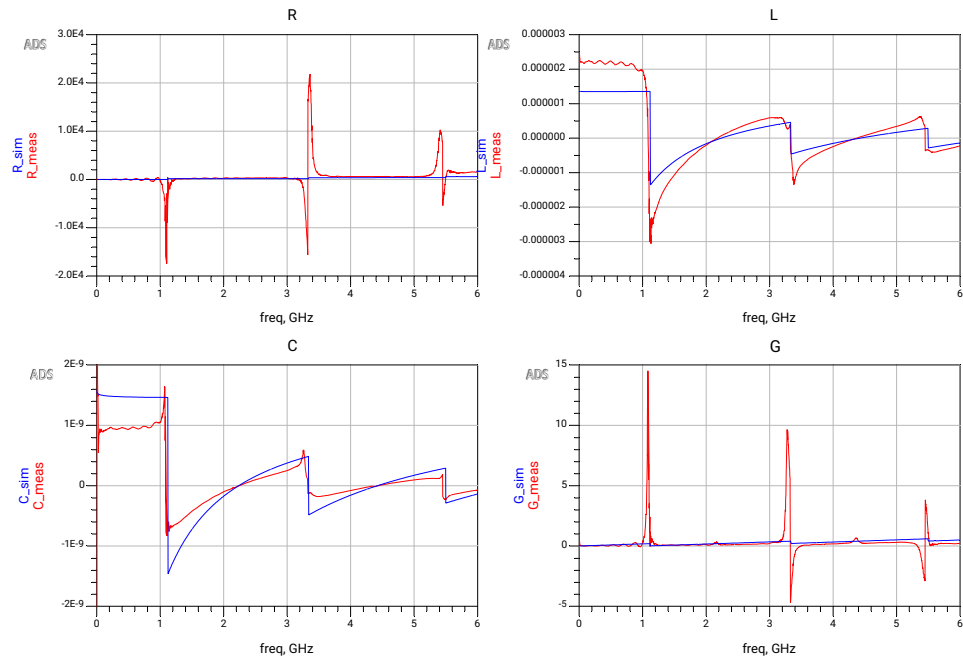 R
ADS
3.0E4
2.0E4
1.0E4
0.0
-1.0E4
-2.0E4
R_sim
R_meas
0 1 2 3 4 5 6
freq, GHz
L
ADS
0.000003
0.000002
0.000001
0.000000
-0.000001
-0.000002
-0.000003
-0.000004
L_sim
L_meas
0 1 2 3 4 5 6
freq, GHz
C
ADS
2E-9
1E-9
0
-1E-9
-2E-9
C_sim
C_meas
0 1 2 3 4 5 6
freq, GHz
G
ADS
15
10
5
0
-5
G_sim
G_meas
0 1 2 3 4 5 6
freq, GHz